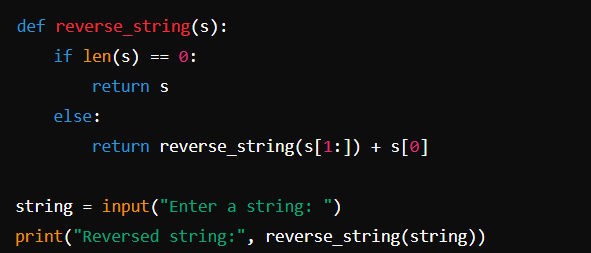 def reverse_string(s):
    if len(s) == 0:
        return s
    else:
        return reverse_string(s[1:]) + s[0]

string = input("Enter a string: ")
print("Reversed string:", reverse_string(string))